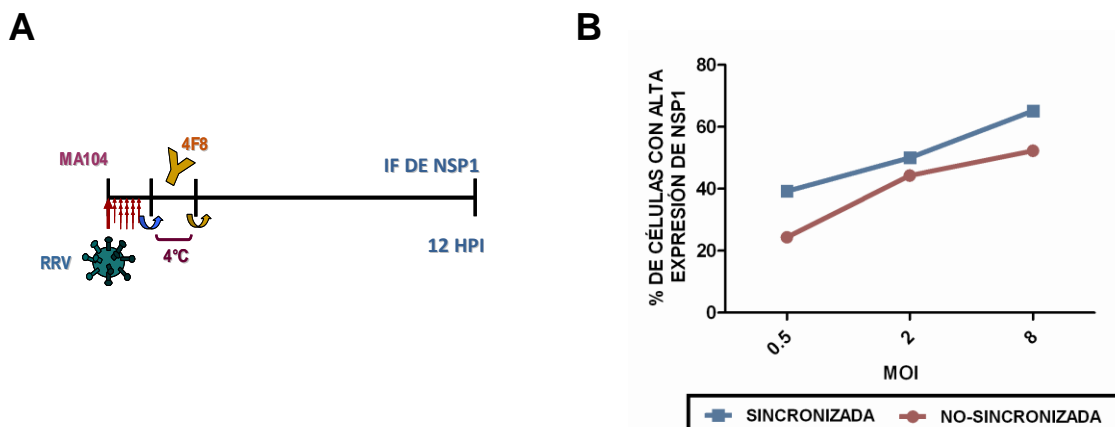 A
MA104
4F8
IF DE NSP1
RRV
4°C
12 HPI
B
% DE CÉLULAS CON ALTA
EXPRESIÓN DE NSP1
80
60
40
20
0
0.5
2
8
MOI
SINCRONIZADA
NO-SINCRONIZADA